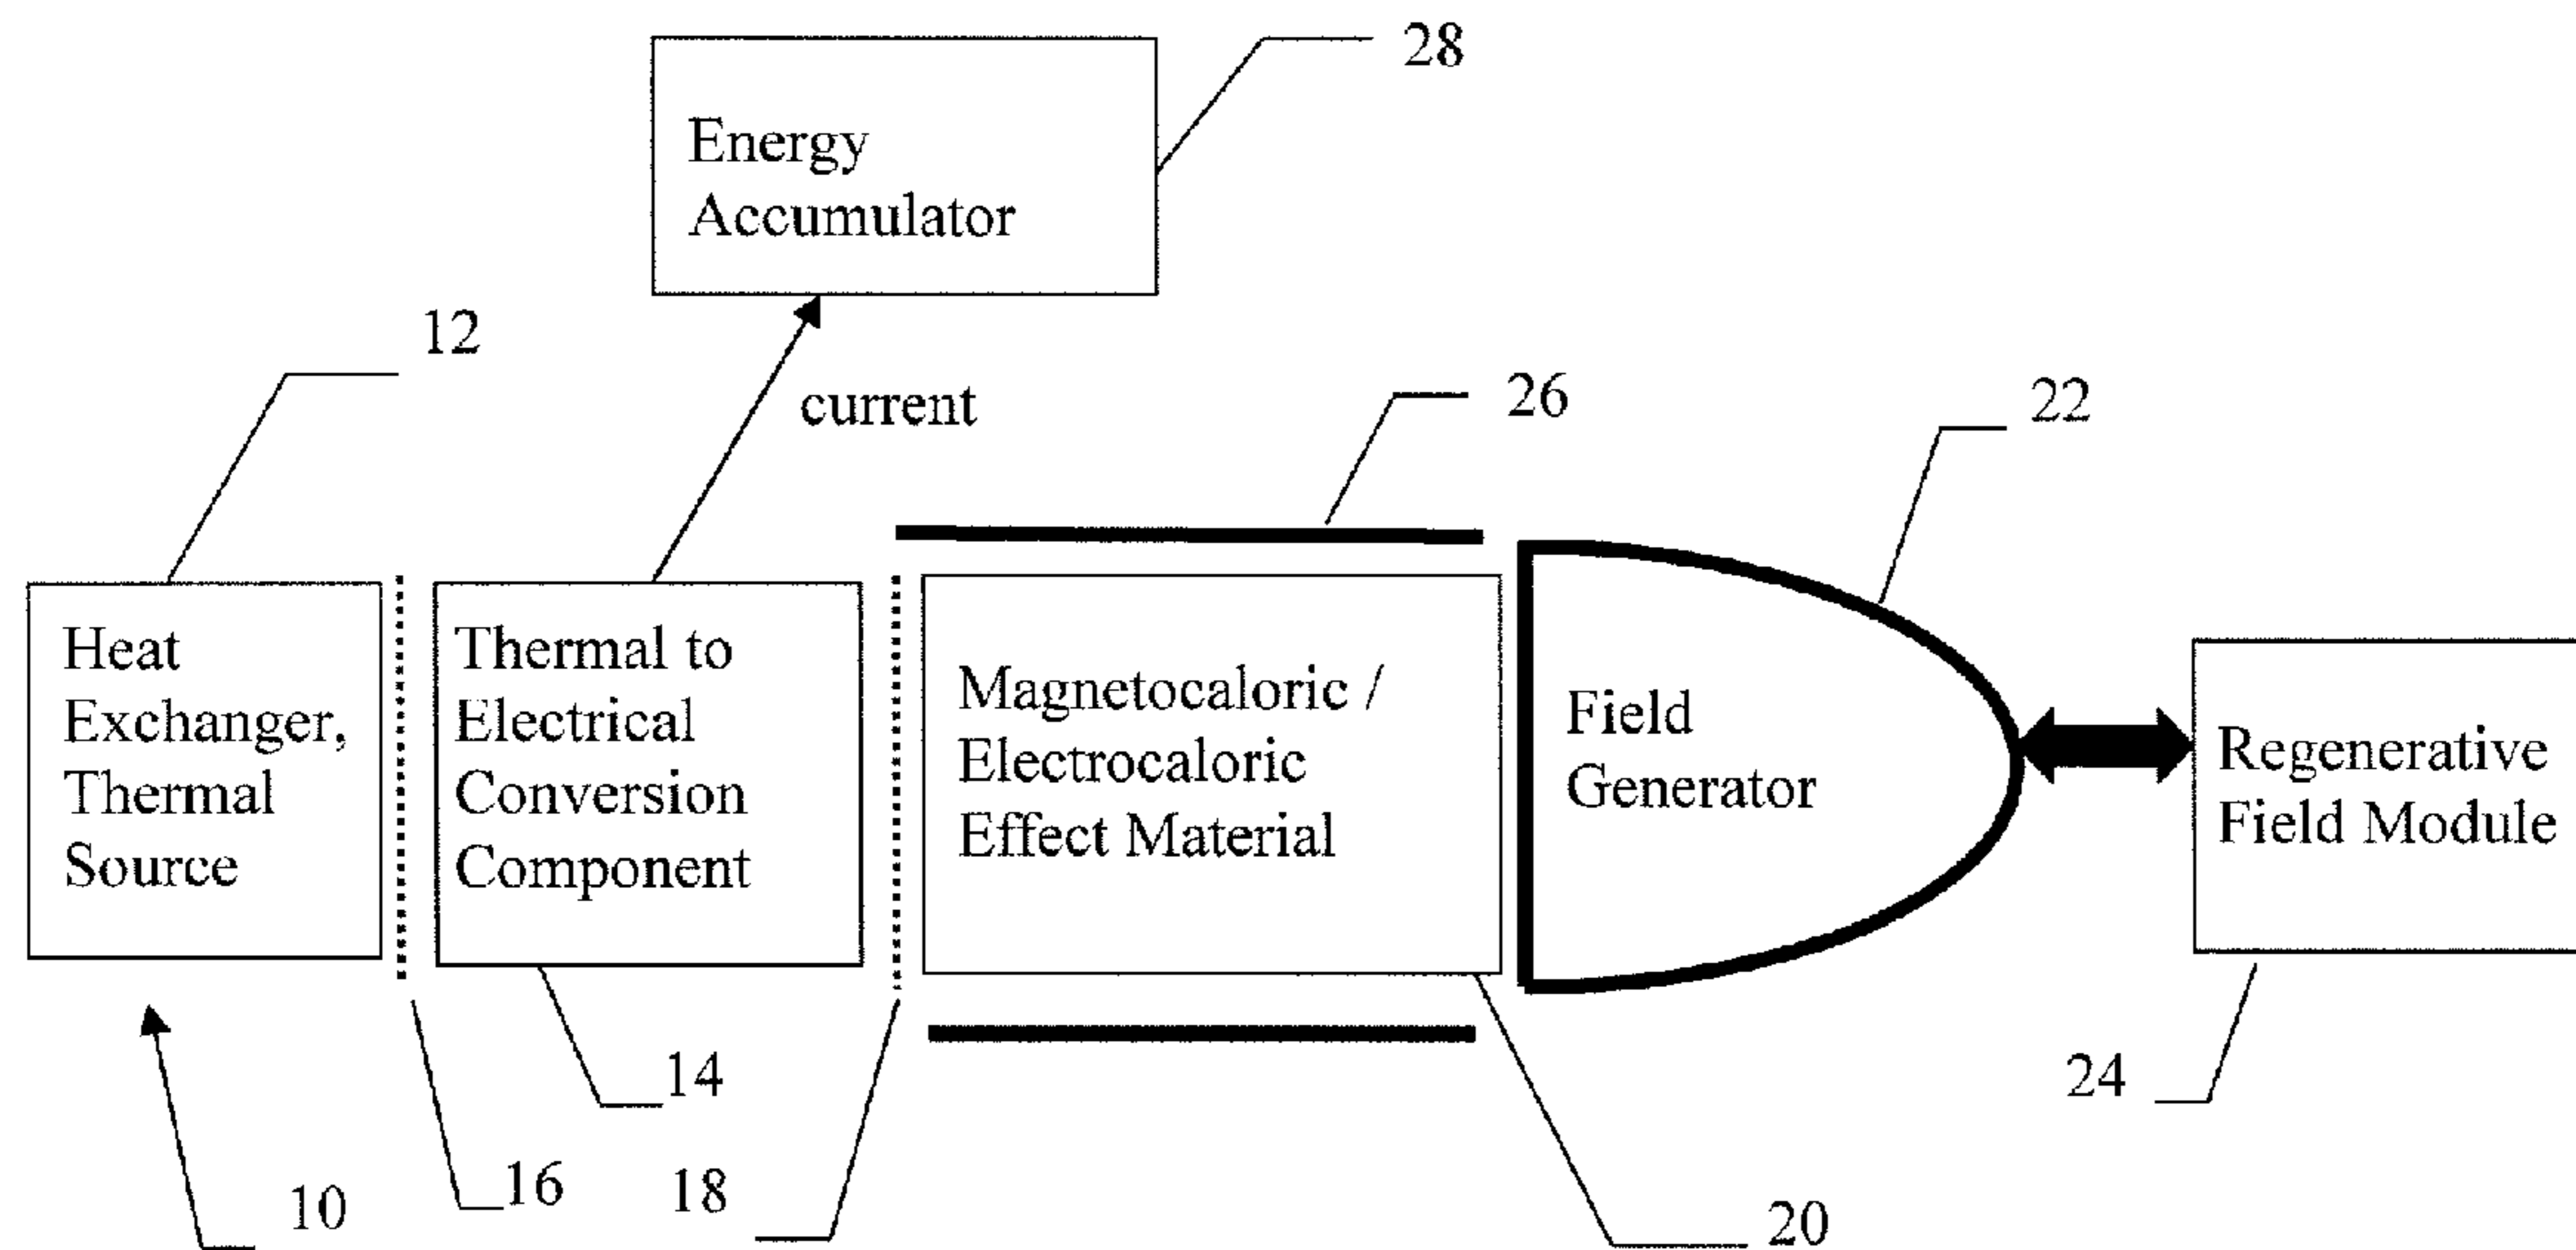 28
Energy
Accumulator
12
current
26
22
Heat
Exchanger,
Thermal
Source
Thermal to
Electrical
Conversion
Component
Magnetocaloric /
Electrocaloric
Effect Material
Field
Generator
Regenerative
Field Module
14
24
10
16
18
20